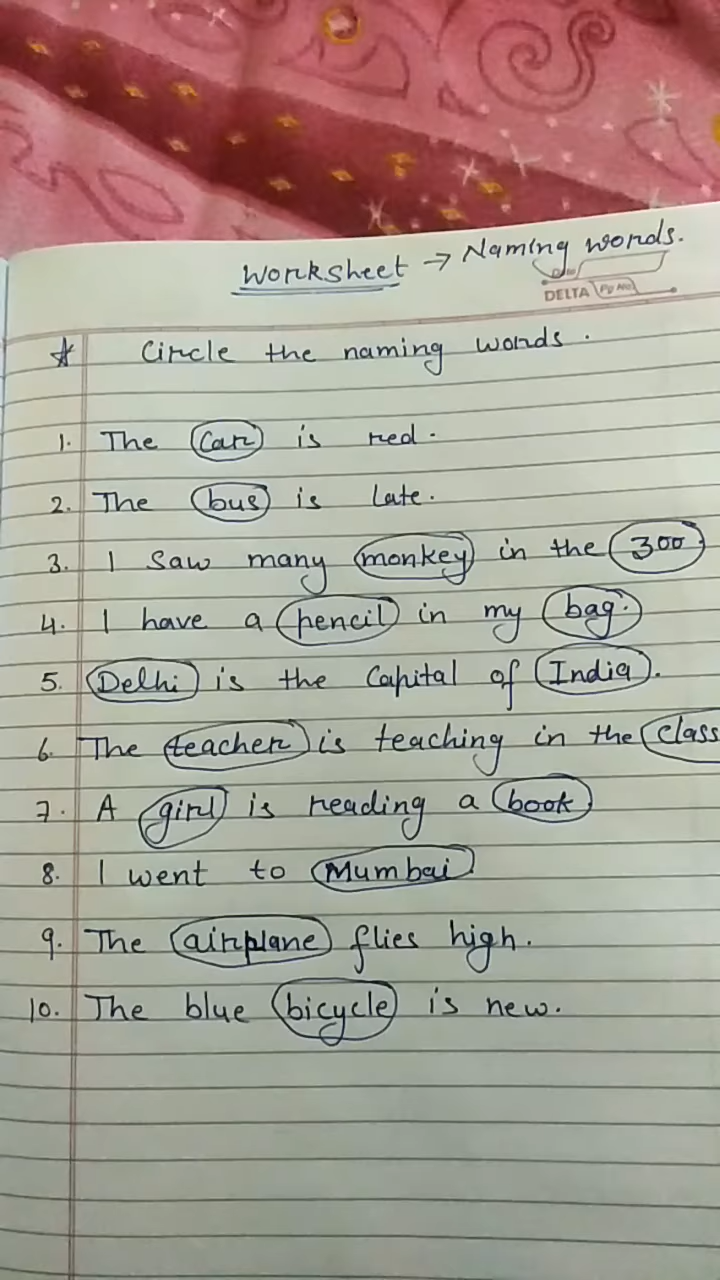 Worksheet → Naming words.
DELTA Pg No
☆ Circle the naming words.
1. The car is red.
2. The bus is late.
3. I saw many monkey in the zoo
4. I have a pencil in my bag.
5. Delhi is the Capital of India.
6. The teacher is teaching in the class
7. A girl is reading a book
8. I went to Mumbai
9. The airplane flies high.
10. The blue bicycle is new.